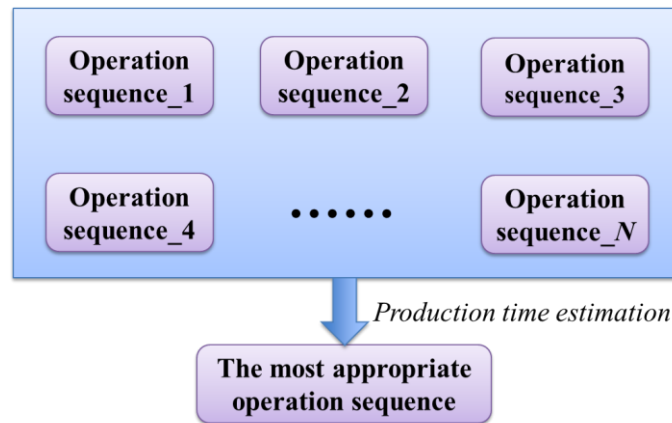 Operation
sequence_1
Operation
sequence_2
Operation
sequence_3
Operation
sequence_4
......
Operation
sequence_N
Production time estimation
The most appropriate
operation sequence